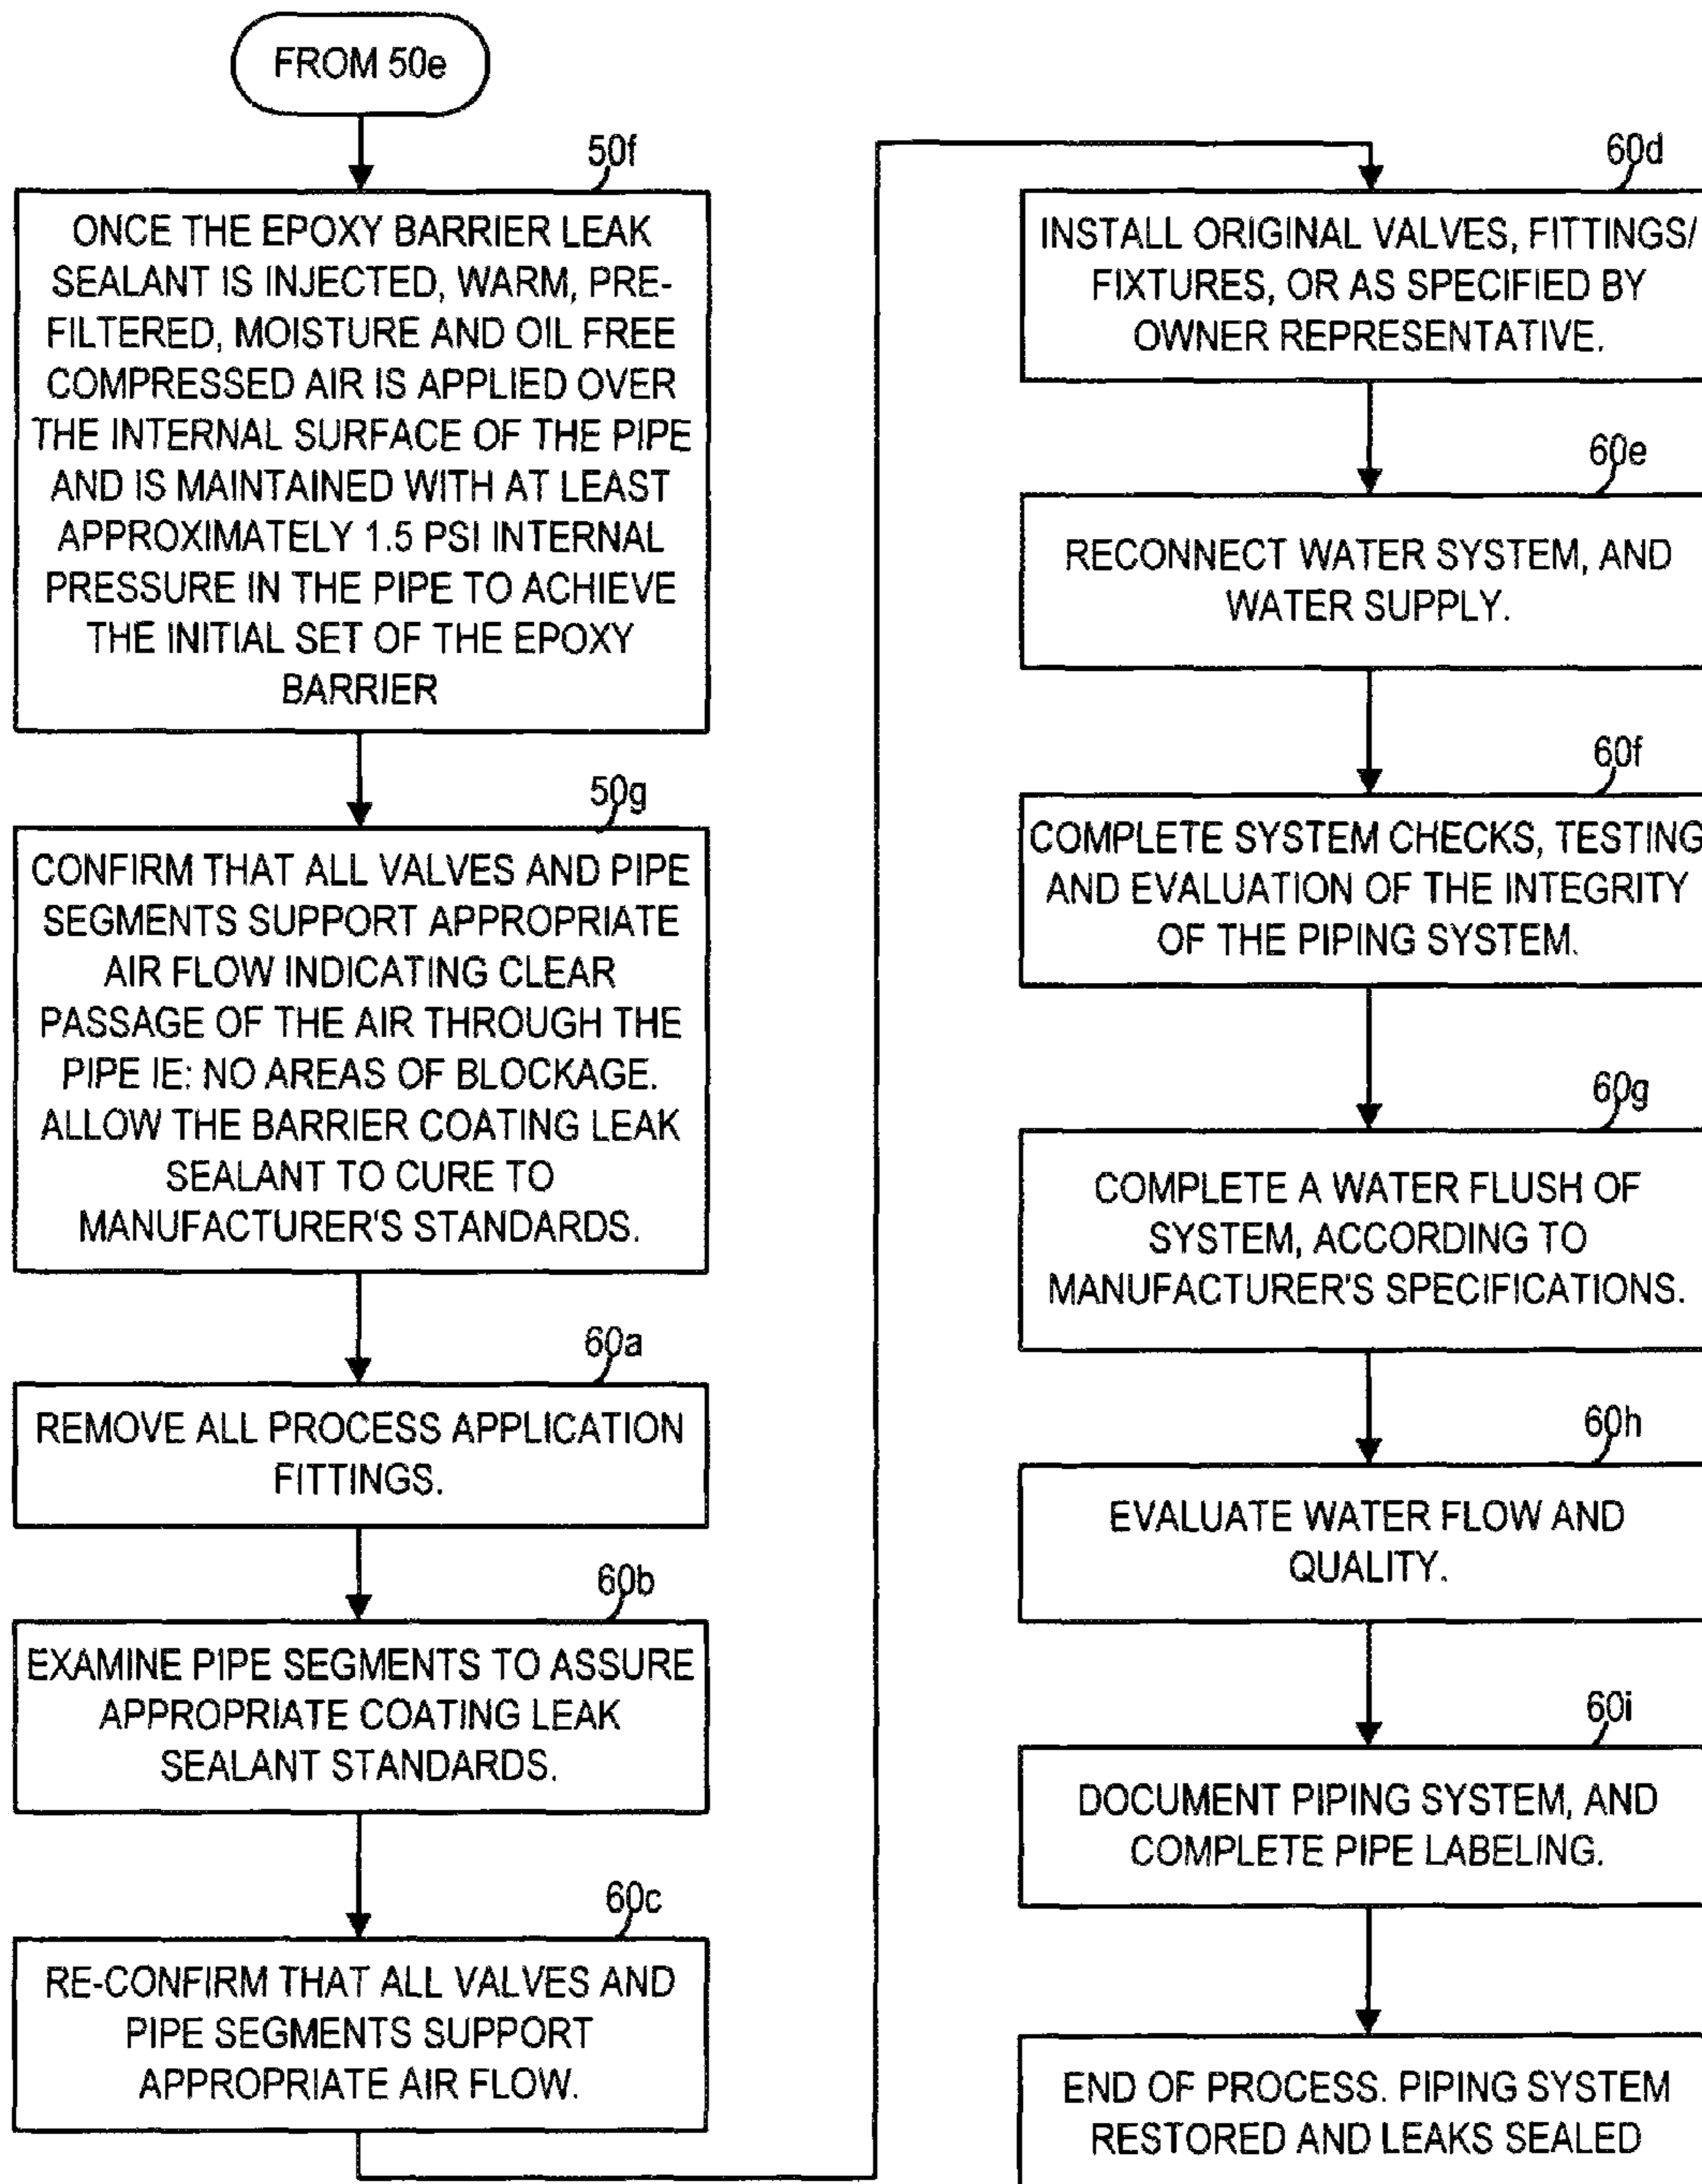 FROM 50e
50f
ONCE THE EPOXY BARRIER LEAK
SEALANT IS INJECTED, WARM, PRE-
FILTERED, MOISTURE AND OIL FREE
COMPRESSED AIR IS APPLIED OVER
THE INTERNAL SURFACE OF THE PIPE
AND IS MAINTAINED WITH AT LEAST
APPROXIMATELY 1.5 PSI INTERNAL
PRESSURE IN THE PIPE TO ACHIEVE
THE INITIAL SET OF THE EPOXY
BARRIER
50g
CONFIRM THAT ALL VALVES AND PIPE
SEGMENTS SUPPORT APPROPRIATE
AIR FLOW INDICATING CLEAR
PASSAGE OF THE AIR THROUGH THE
PIPE IE: NO AREAS OF BLOCKAGE.
ALLOW THE BARRIER COATING LEAK
SEALANT TO CURE TO
MANUFACTURER'S STANDARDS.
60a
REMOVE ALL PROCESS APPLICATION
FITTINGS.
60b
EXAMINE PIPE SEGMENTS TO ASSURE
APPROPRIATE COATING LEAK
SEALANT STANDARDS.
60c
RE-CONFIRM THAT ALL VALVES AND
PIPE SEGMENTS SUPPORT
APPROPRIATE AIR FLOW.
60d
INSTALL ORIGINAL VALVES, FITTINGS/
FIXTURES, OR AS SPECIFIED BY
OWNER REPRESENTATIVE.
60e
RECONNECT WATER SYSTEM, AND
WATER SUPPLY.
60f
COMPLETE SYSTEM CHECKS, TESTING
AND EVALUATION OF THE INTEGRITY
OF THE PIPING SYSTEM.
60g
COMPLETE A WATER FLUSH OF
SYSTEM, ACCORDING TO
MANUFACTURER'S SPECIFICATIONS.
60h
EVALUATE WATER FLOW AND
QUALITY.
60i
DOCUMENT PIPING SYSTEM, AND
COMPLETE PIPE LABELING.
END OF PROCESS. PIPING SYSTEM
RESTORED AND LEAKS SEALED